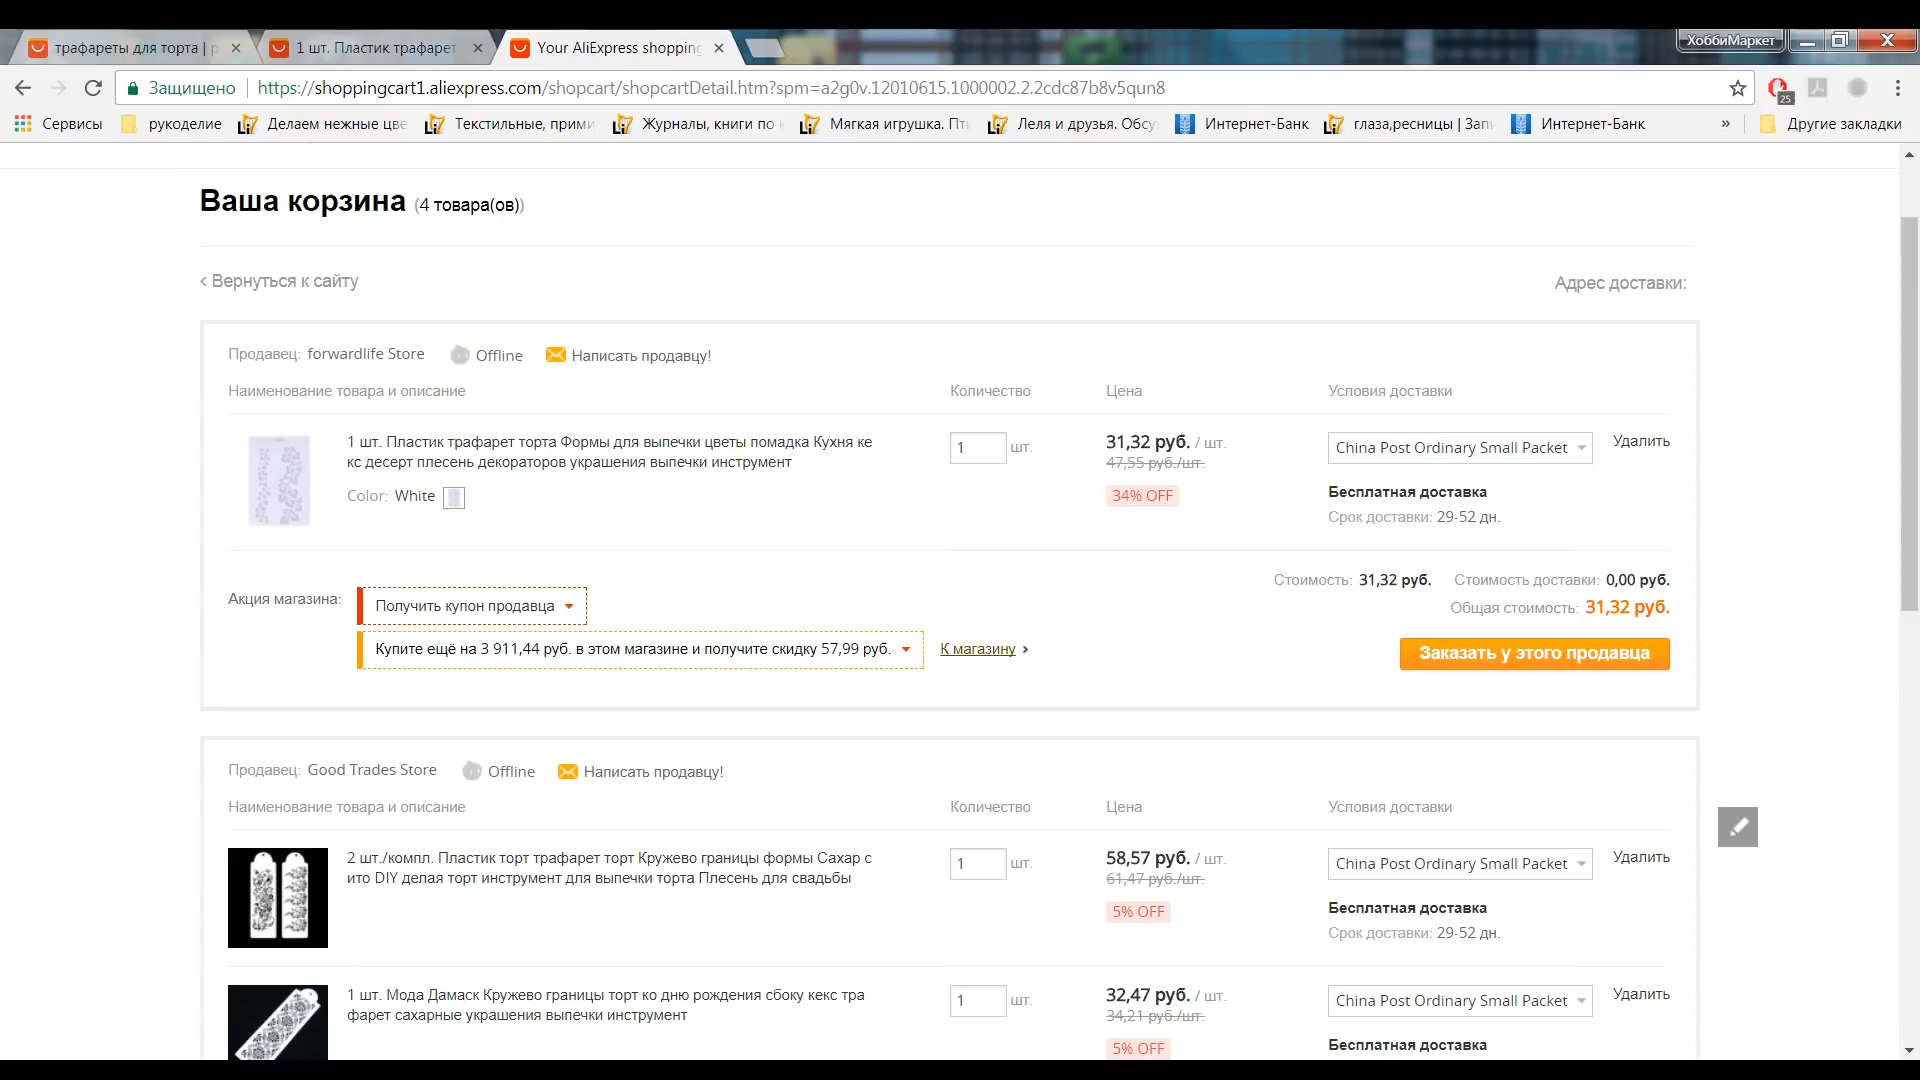 трафареты для торта | р
1 шт. Пластик трафарет
Your AliExpress shopping
ХоббиМаркет
Защищено
https://shoppingcart1.aliexpress.com/shopcart/shopcartDetail.htm?spm=a2g0v.12010615.1000002.2.2cdc87b8v5qun8
25
Сервисы
рукоделие
Делаем нежные цве
Текстильные, прими
Журналы, книги по
Мягкая игрушка. Пти
Леля и друзья. Обсу
Интернет-Банк
глаза,ресницы | Запи
Интернет-Банк
»
Другие закладки
Ваша корзина (4 товара(ов))
‹ Вернуться к сайту
Адрес доставки:
Продавец: forwardlife Store Offline Написать продавцу!
Наименование товара и описание Количество Цена Условия доставки
1 шт. Пластик трафарет торта Формы для выпечки цветы помадка Кухня ке
кс десерт плесень декораторов украшения выпечки инструмент
Color: White
1 шт.
31,32 руб. / шт.
47,55 руб./шт.
34% OFF
China Post Ordinary Small Packet
Удалить
Бесплатная доставка
Срок доставки: 29-52 дн.
Акция магазина:
Получить купон продавца
Купите ещё на 3 911,44 руб. в этом магазине и получите скидку 57,99 руб.
К магазину ›
Стоимость: 31,32 руб. Стоимость доставки: 0,00 руб.
Общая стоимость: 31,32 руб.
Заказать у этого продавца
Продавец: Good Trades Store Offline Написать продавцу!
Наименование товара и описание Количество Цена Условия доставки
2 шт./компл. Пластик торт трафарет торт Кружево границы формы Сахар с
ито DIY делая торт инструмент для выпечки торта Плесень для свадьбы
1 шт.
58,57 руб. / шт.
61,47 руб./шт.
5% OFF
China Post Ordinary Small Packet
Удалить
Бесплатная доставка
Срок доставки: 29-52 дн.
1 шт. Мода Дамаск Кружево границы торт ко дню рождения сбоку кекс тра
фарет сахарные украшения выпечки инструмент
1 шт.
32,47 руб. / шт.
34,21 руб./шт.
5% OFF
China Post Ordinary Small Packet
Удалить
Бесплатная доставка